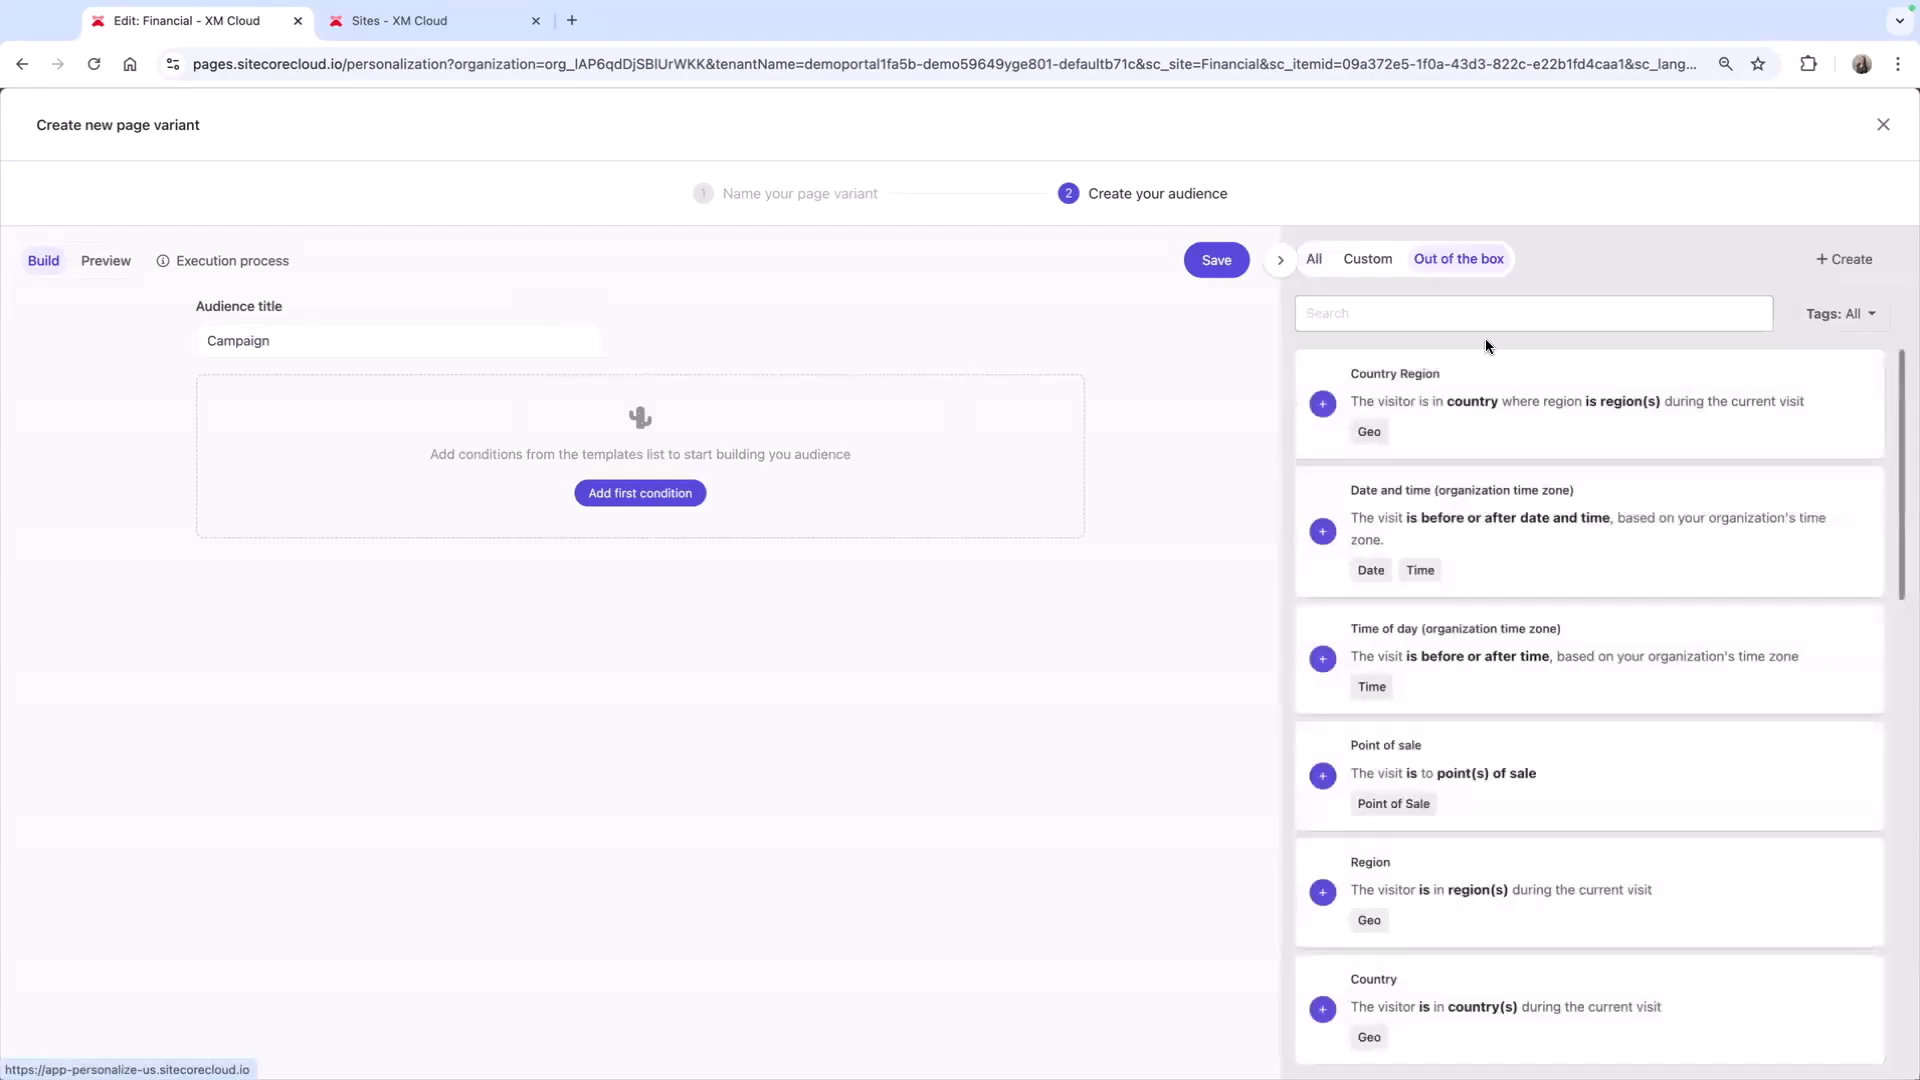 Edit: Financial - XM Cloud
Sites - XM Cloud
pages.sitecorecloud.io/personalization?organization=org_lAP6qdDjSBlUrWKK&tenantName=demoportal1fa5b-demo59649yge801-defaultb71c&sc_site=Financial&sc_itemid=09a372e5-1f0a-43d3-822c-e22b1fd4caa1&sc_lang...
Create new page variant
1 Name your page variant
2 Create your audience
Build Preview Execution process
Save
All Custom Out of the box
+ Create
Audience title
Campaign
Search
Tags: All
Add conditions from the templates list to start building you audience
Add first condition
Country Region
The visitor is in country where region is region(s) during the current visit
Geo
Date and time (organization time zone)
The visit is before or after date and time, based on your organization's time
zone.
Date Time
Time of day (organization time zone)
The visit is before or after time, based on your organization's time zone
Time
Point of sale
The visit is to point(s) of sale
Point of Sale
Region
The visitor is in region(s) during the current visit
Geo
Country
The visitor is in country(s) during the current visit
Geo
https://app-personalize-us.sitecorecloud.io